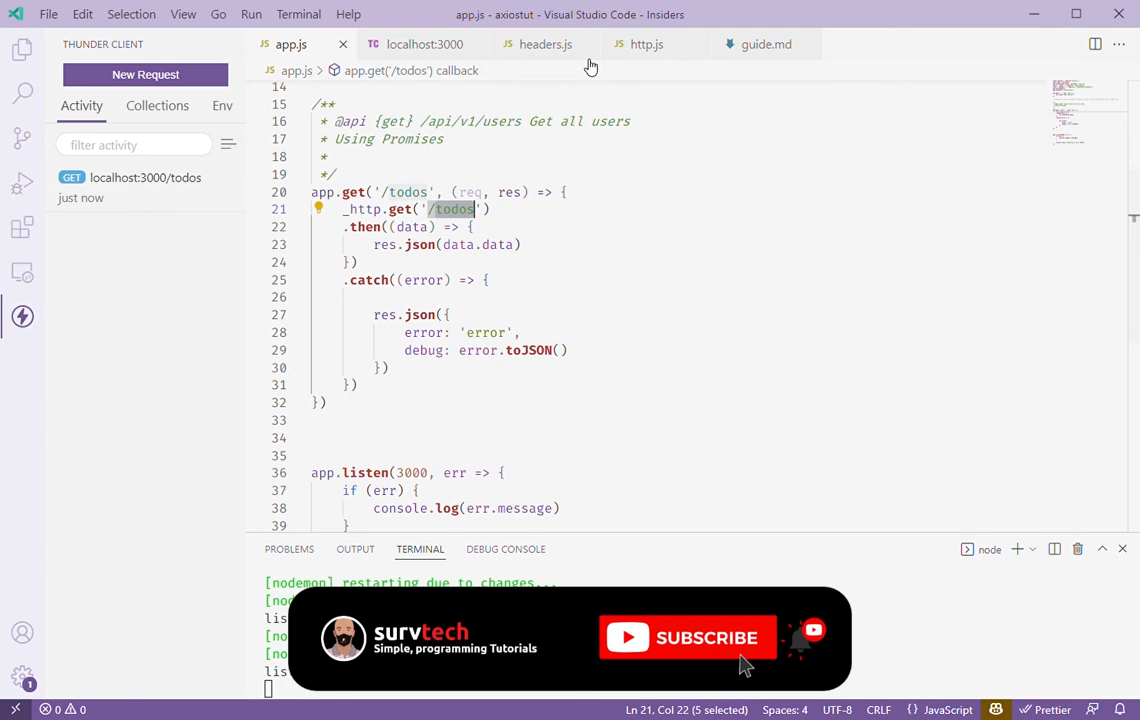 File Edit Selection View Go Run Terminal Help app.js - axiostut - Visual Studio Code - Insiders
THUNDER CLIENT
New Request
Activity Collections Env
filter activity
GET localhost:3000/todos
just now
JS app.js TC localhost:3000 JS headers.js JS http.js guide.md
JS app.js > app.get('/todos') callback
14
15 /**
16 * @api {get} /api/v1/users Get all users
17 * Using Promises
18 *
19 */
20 app.get('/todos', (req, res) => {
21 _http.get('/todos')
22 .then((data) => {
23 res.json(data.data)
24 })
25 .catch((error) => {
26
27 res.json({
28 error: 'error',
29 debug: error.toJSON()
30 })
31 })
32 })
33
34
35
36 app.listen(3000, err => {
37 if (err) {
38 console.log(err.message)
39 }
PROBLEMS OUTPUT TERMINAL DEBUG CONSOLE node
[nodemon] restarting due to changes...
survtech
Simple, programming Tutorials
SUBSCRIBE
1
0 0 Ln 21, Col 22 (5 selected) Spaces: 4 UTF-8 CRLF {} JavaScript Prettier